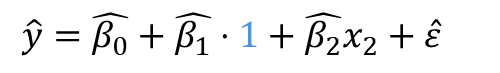 ŷ = β̂₀ + β̂₁ · 1 + β̂₂x₂ + ε̂